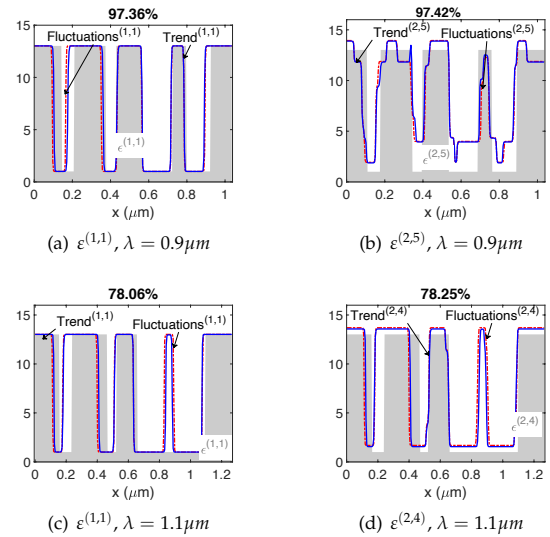 97.36%
Fluctuations(1,1)
Trend(1,1)
ϵ(1,1)
15
10
5
0
0 0.2 0.4 0.6 0.8 1
x (μm)
(a) ε(1,1), λ = 0.9μm
97.42%
Trend(2,5)
Fluctuations(2,5)
ϵ(2,5)
10
5
0
0 0.2 0.4 0.6 0.8 1
x (μm)
(b) ε(2,5), λ = 0.9μm
78.06%
Trend(1,1)
Fluctuations(1,1)
ϵ(1,1)
15
10
5
0
0 0.2 0.4 0.6 0.8 1 1.2
x (μm)
(c) ε(1,1), λ = 1.1μm
78.25%
Trend(2,4)
Fluctuations(2,4)
ϵ(2,4)
15
10
5
0
0 0.2 0.4 0.6 0.8 1 1.2
x (μm)
(d) ε(2,4), λ = 1.1μm